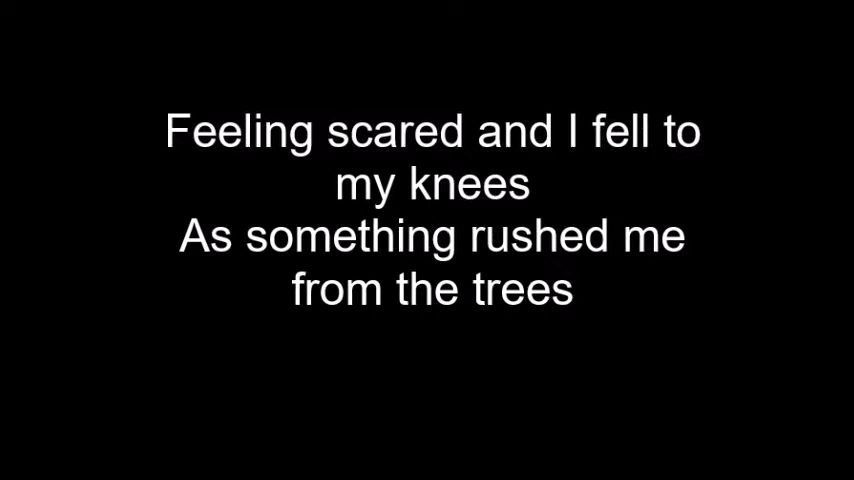 Feeling scared and I fell to
my knees
As something rushed me
from the trees